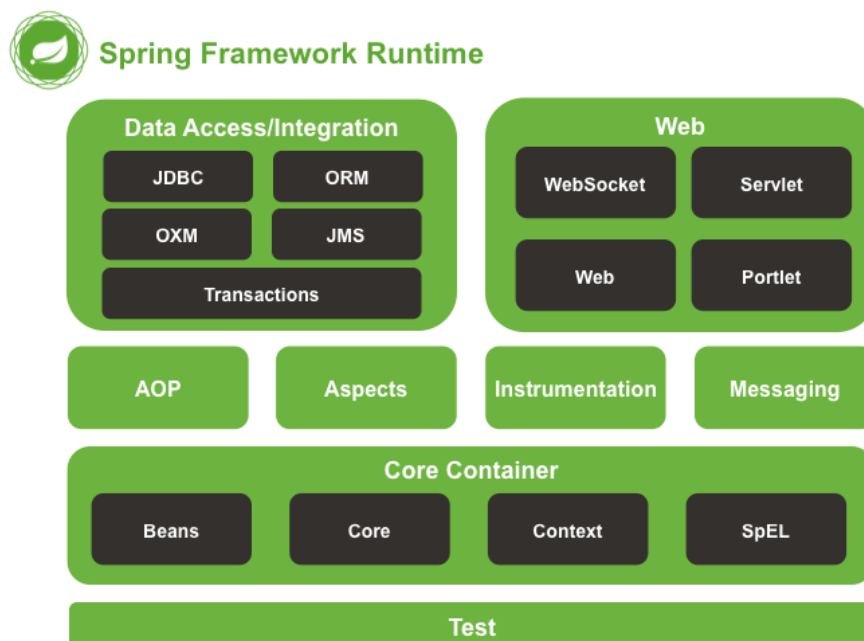 Spring Framework Runtime
Data Access/Integration
JDBC
ORM
OXM
JMS
Transactions
Web
WebSocket
Servlet
Web
Portlet
AOP
Aspects
Instrumentation
Messaging
Core Container
Beans
Core
Context
SpEL
Test